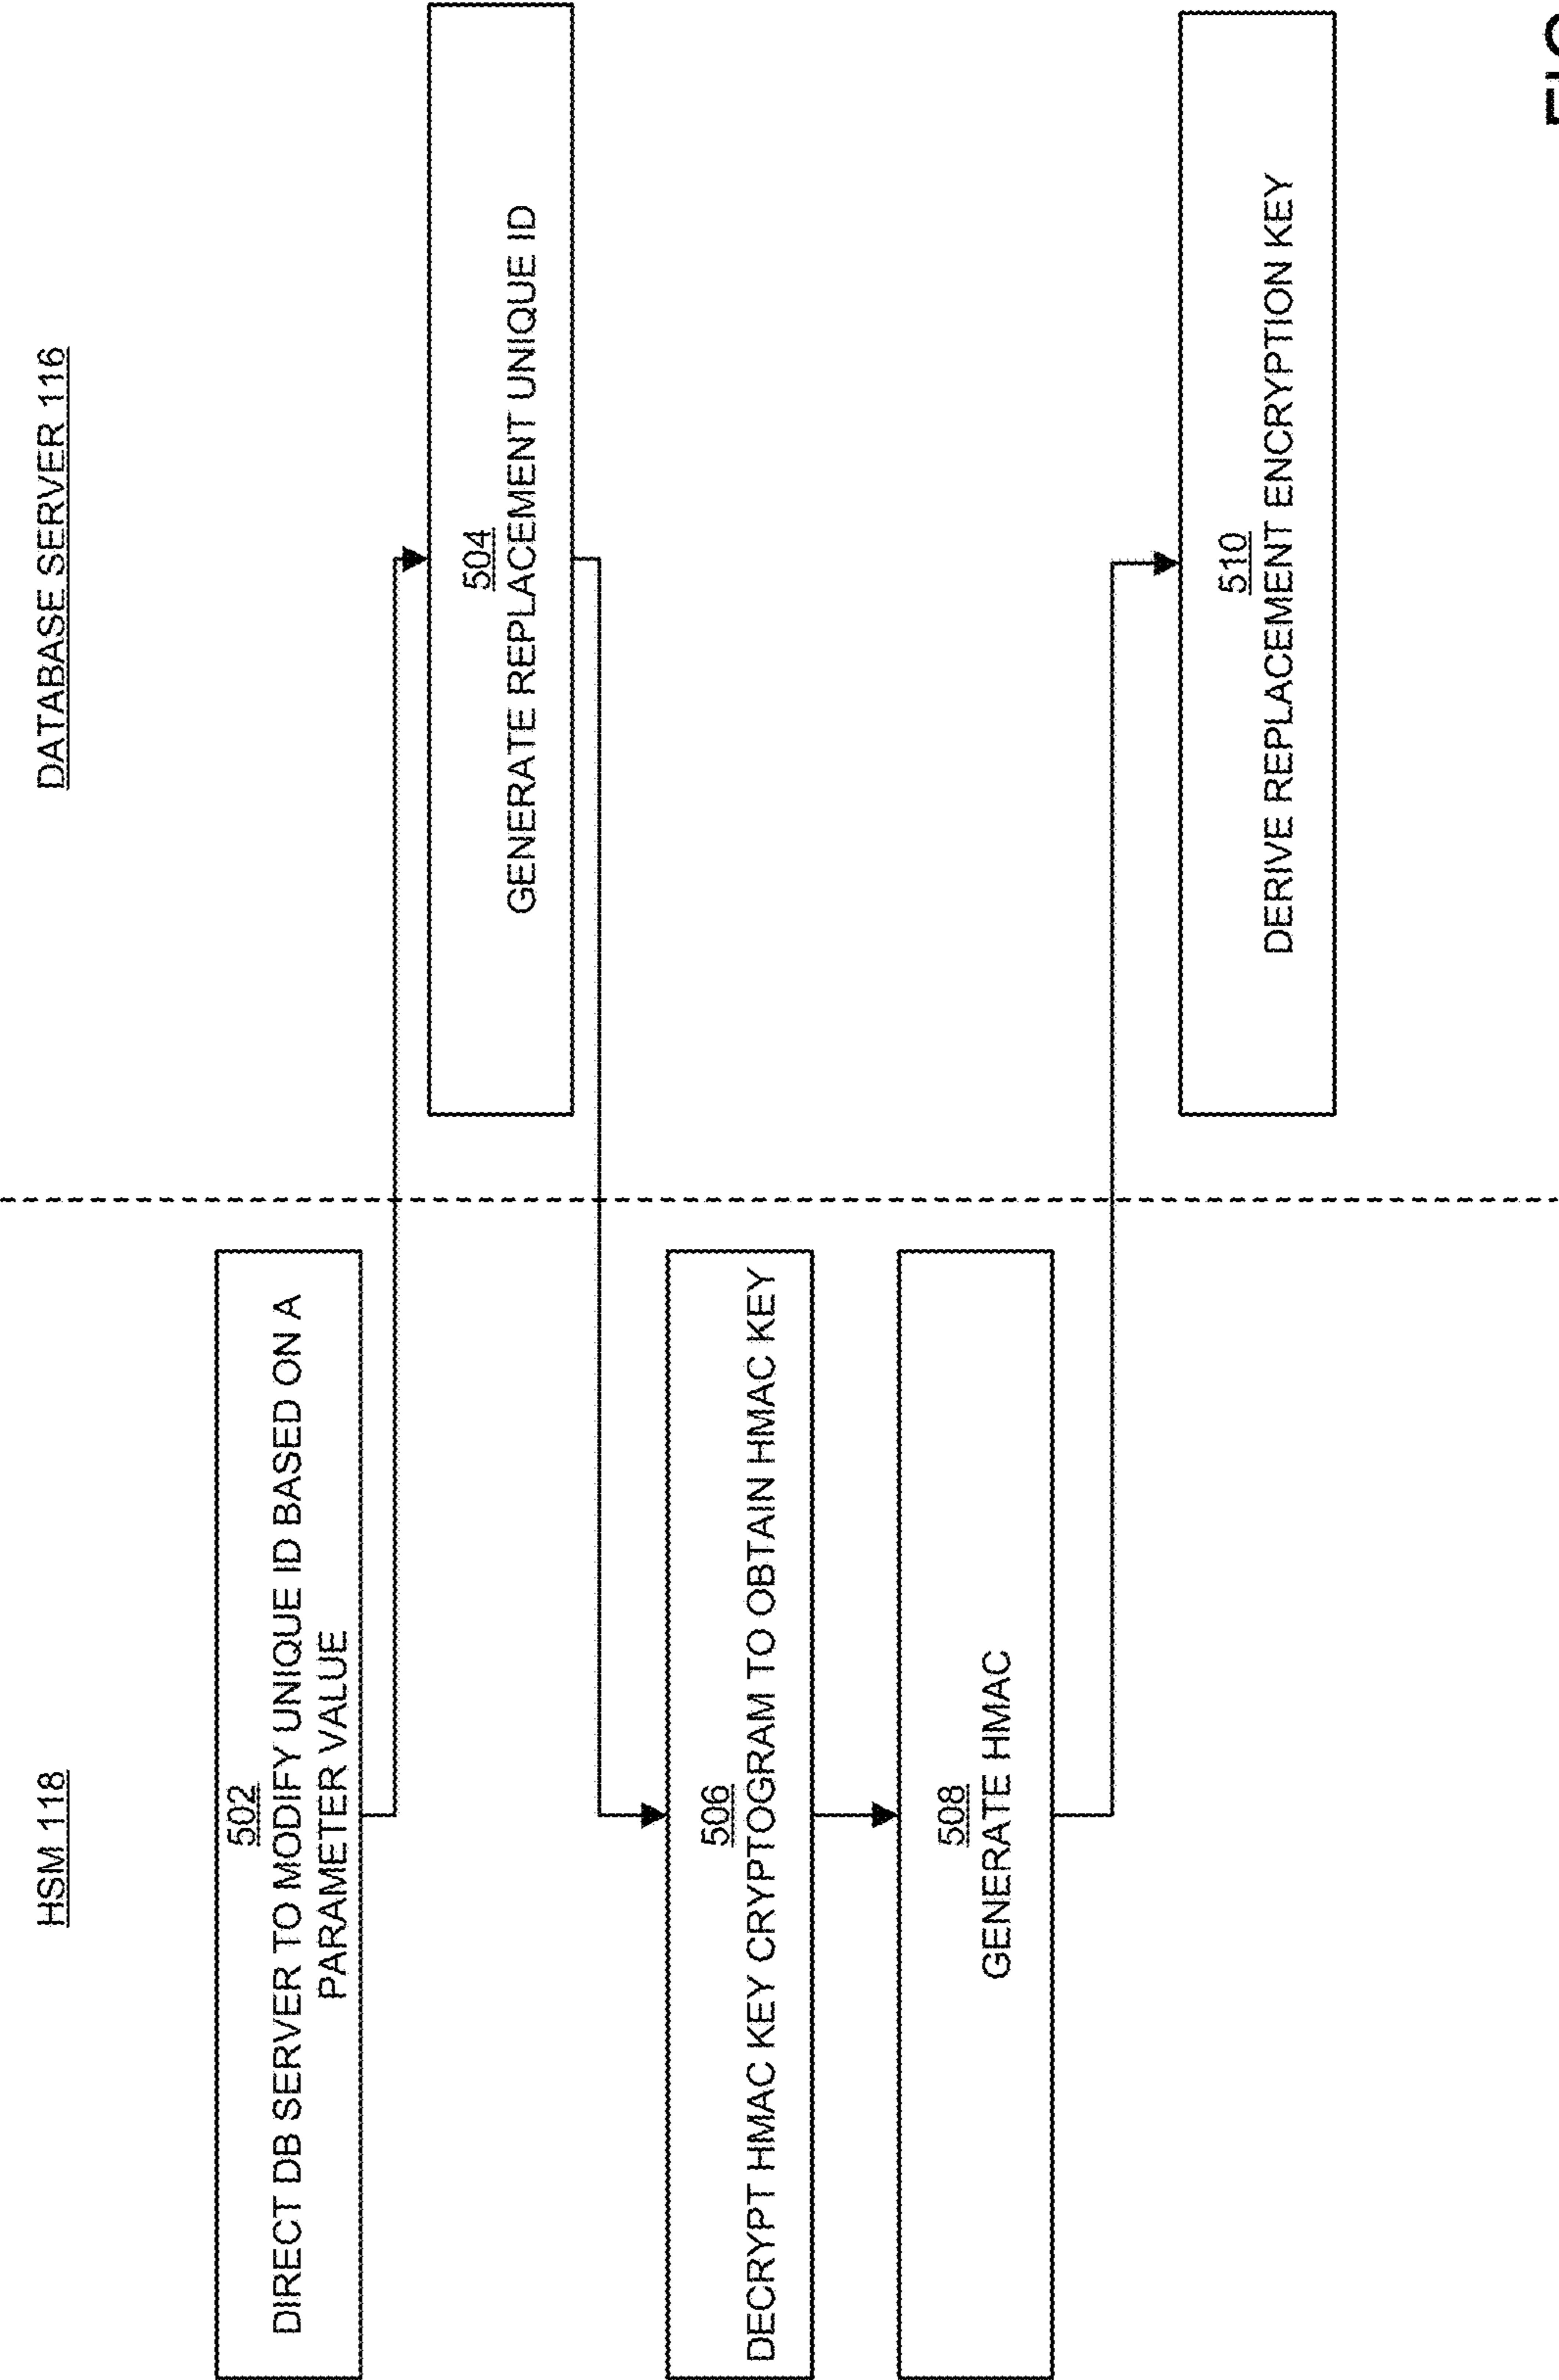 HSM 118
DATABASE SERVER 116
502
DIRECT DB SERVER TO MODIFY UNIQUE ID BASED ON A
PARAMETER VALUE
504
GENERATE REPLACEMENT UNIQUE ID
506
DECRYPT HMAC KEY CRYPTOGRAM TO OBTAIN HMAC KEY
508
GENERATE HMAC
510
DERIVE REPLACEMENT ENCRYPTION KEY